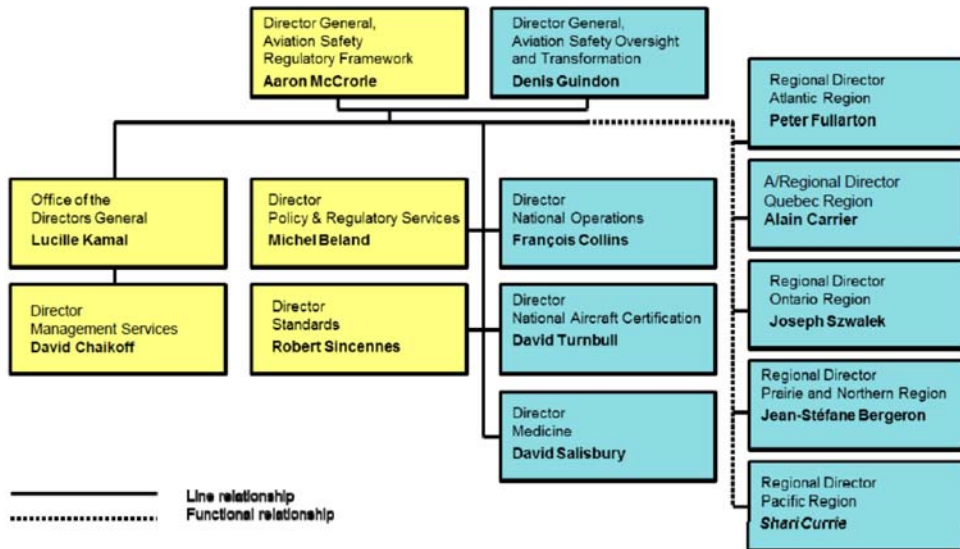 Director General,
Aviation Safety
Regulatory Framework
Aaron McCrorie
Director General,
Aviation Safety Oversight
and Transformation
Denis Guindon
Regional Director
Atlantic Region
Peter Fullarton
Office of the
Directors General
Lucille Kamal
Director
Policy & Regulatory Services
Michel Beland
Director
National Operations
François Collins
A/Regional Director
Quebec Region
Alain Carrier
Director
Management Services
David Chaikoff
Director
Standards
Robert Sincennes
Director
National Aircraft Certification
David Turnbull
Regional Director
Ontario Region
Joseph Szwalek
Director
Medicine
David Salisbury
Regional Director
Prairie and Northern Region
Jean-Stéfane Bergeron
Regional Director
Pacific Region
Shari Currie
Line relationship
Functional relationship